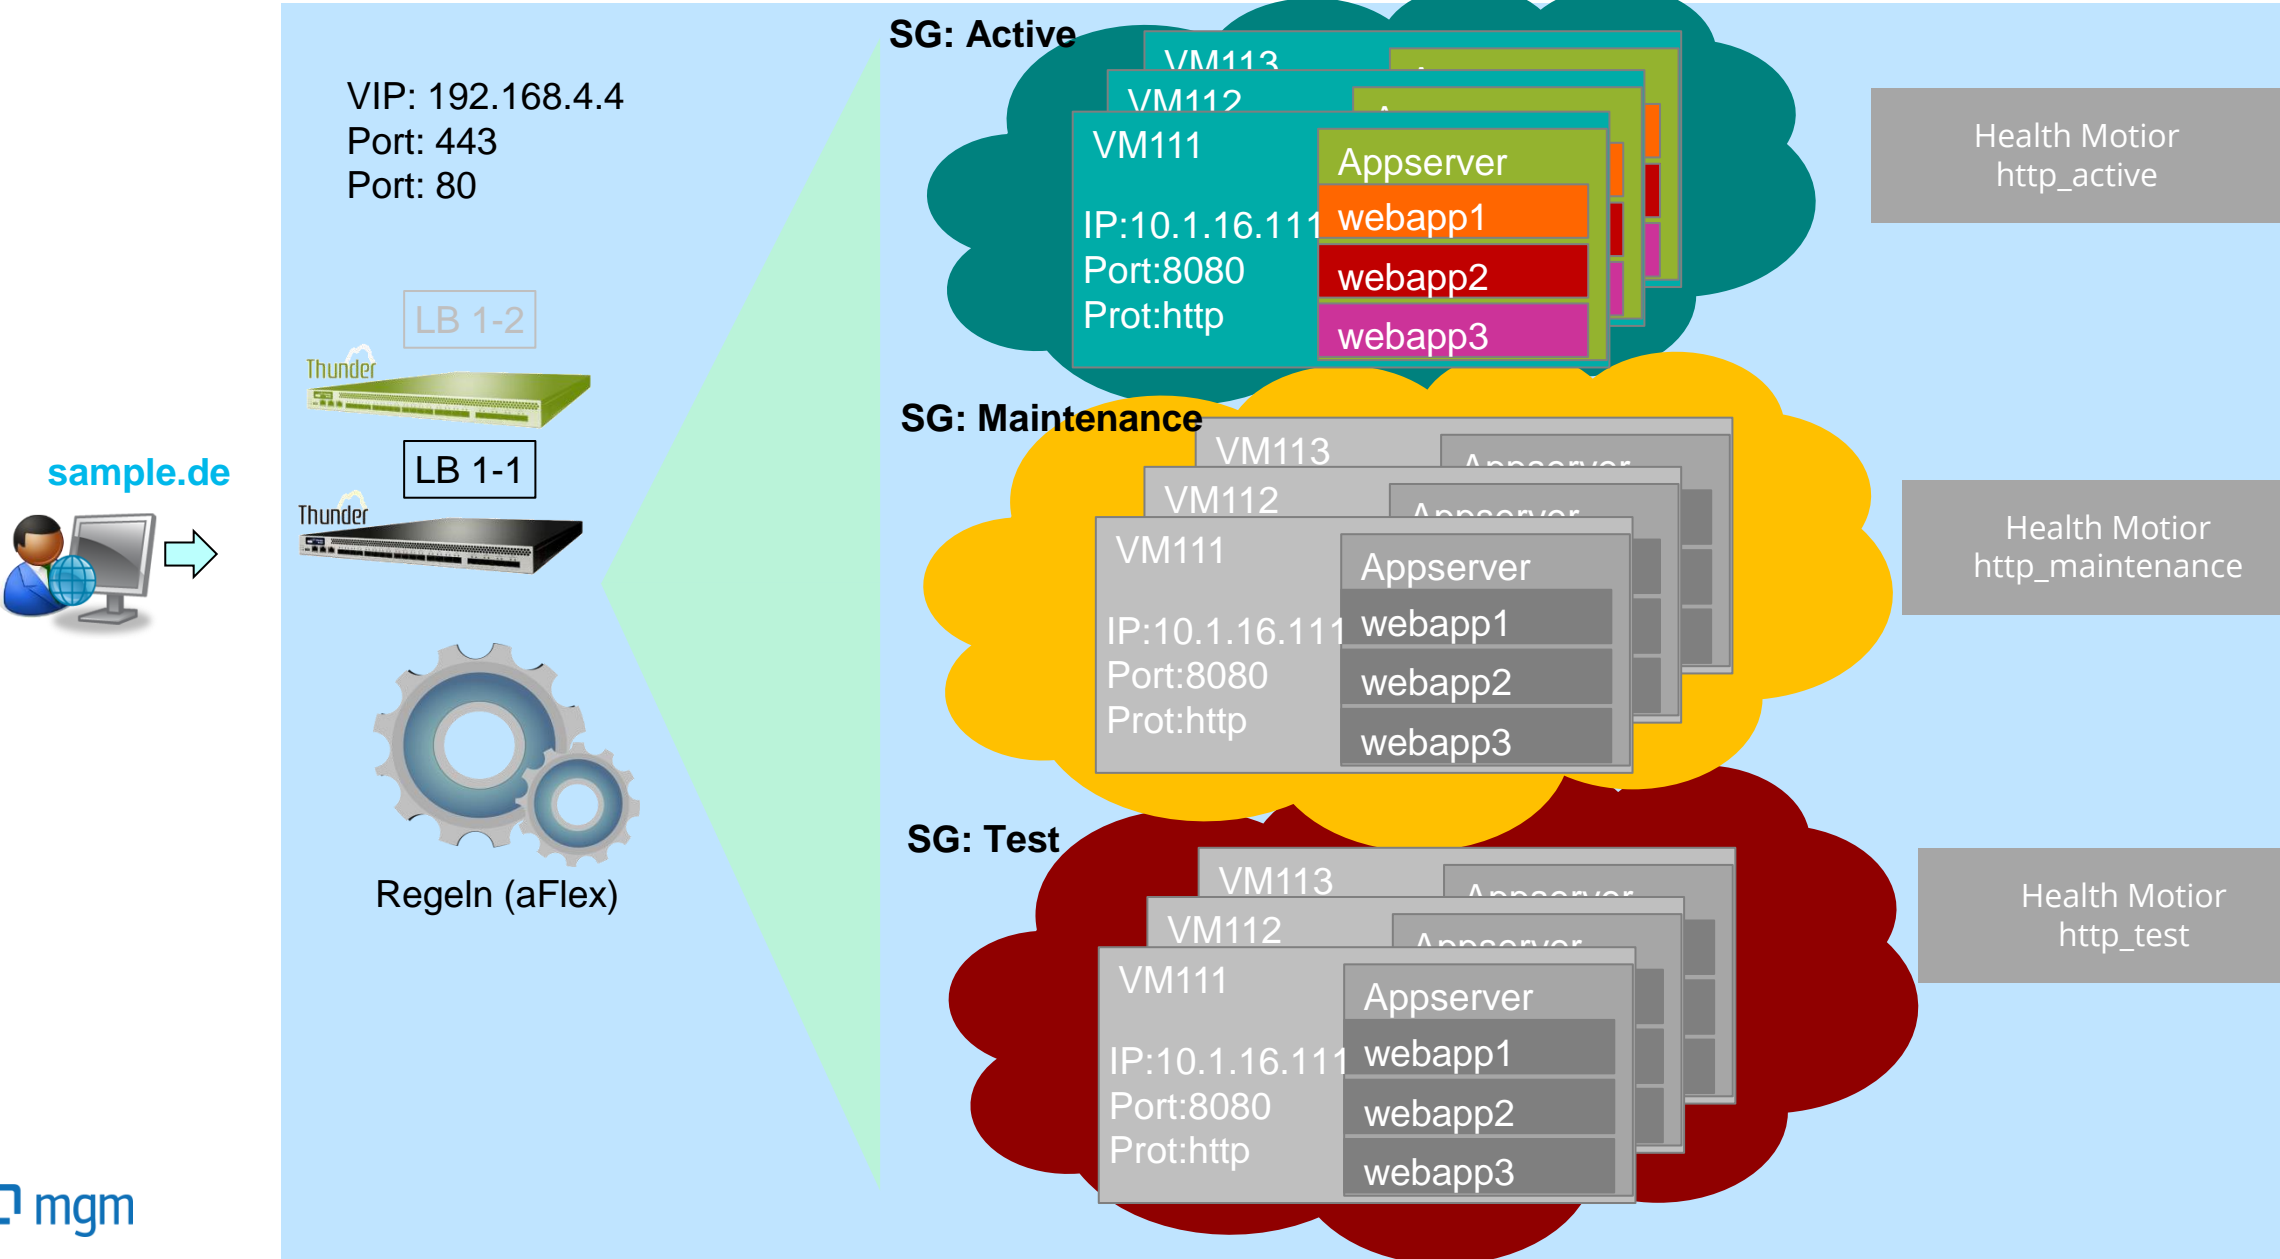 sample.de
VIP: 192.168.4.4
Port: 443
Port: 80
LB 1-2
Thunder
LB 1-1
Thunder
Regeln (aFlex)
SG: Active
VM113
VM112
VM111
IP:10.1.16.111
Port:8080
Prot:http
Appserver
webapp1
webapp2
webapp3
Health Motior
http_active
SG: Maintenance
VM113
Appserver
VM112
Appserver
VM111
IP:10.1.16.111
Port:8080
Prot:http
Appserver
webapp1
webapp2
webapp3
Health Motior
http_maintenance
SG: Test
VM113
Appserver
VM112
Appserver
VM111
IP:10.1.16.111
Port:8080
Prot:http
Appserver
webapp1
webapp2
webapp3
Health Motior
http_test
mgm